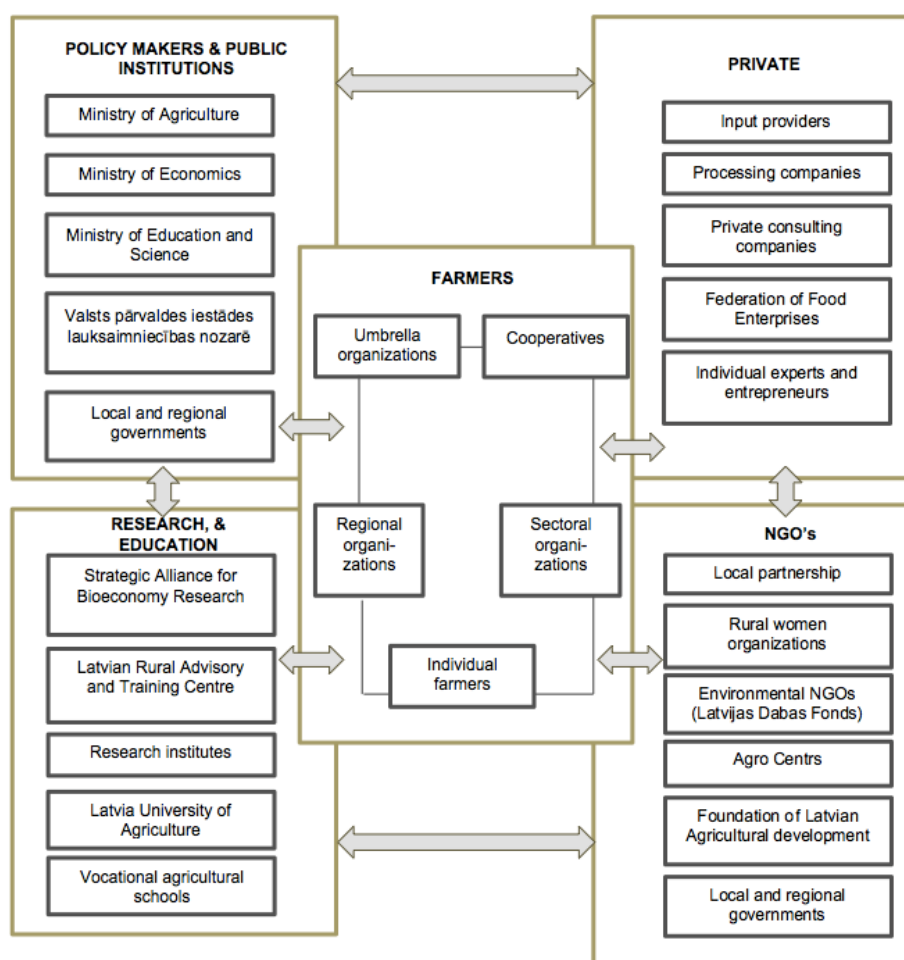 POLICY MAKERS & PUBLIC
INSTITUTIONS
Ministry of Agriculture
Ministry of Economics
Ministry of Education and
Science
Valsts pārvaldes iestādes
lauksaimniecības nozarē
Local and regional
governments
PRIVATE
Input providers
Processing companies
Private consulting
companies
Federation of Food
Enterprises
Individual experts and
entrepreneurs
FARMERS
Umbrella
organizations
Cooperatives
Regional
organi-
zations
Sectoral
organi-
zations
Individual
farmers
RESEARCH, &
EDUCATION
Strategic Alliance for
Bioeconomy Research
Latvian Rural Advisory
and Training Centre
Research institutes
Latvia University of
Agriculture
Vocational agricultural
schools
NGO's
Local partnership
Rural women
organizations
Environmental NGOs
(Latvijas Dabas Fonds)
Agro Centrs
Foundation of Latvian
Agricultural development
Local and regional
governments